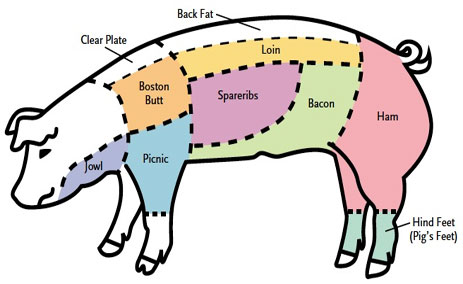 Back Fat
Clear Plate
Loin
Boston
Butt
Spareribs
Bacon
Ham
Picnic
Jowl
Hind Feet
(Pig's Feet)